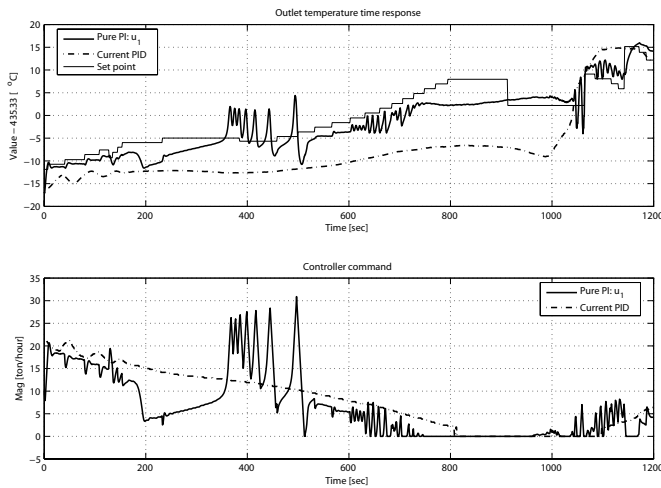 Outlet temperature time response
Pure PI: u1
Current PID
Set point
Value − 435.33 [ °C]
20
15
10
5
0
−5
−10
−15
−20
0
200
400
600
800
1000
1200
Time [sec]
Controller command
Pure PI: u1
Current PID
Mag [ton/hour]
35
30
25
20
15
10
5
0
−5
0
200
400
600
800
1000
1200
Time [sec]